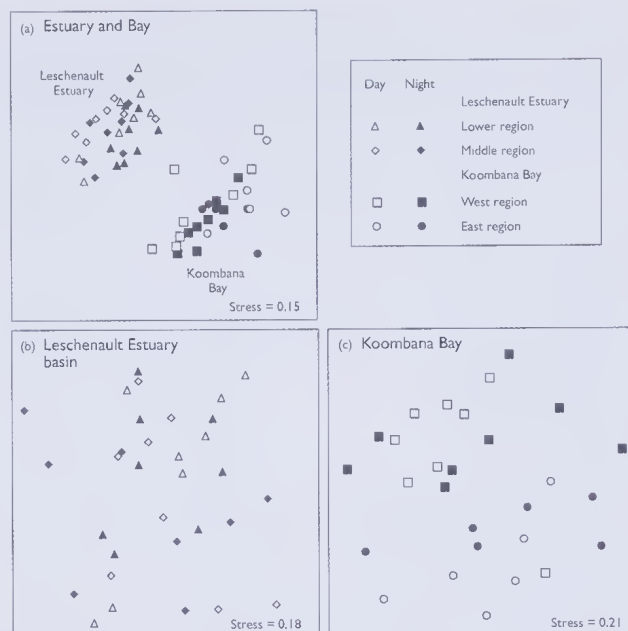 (a) Estuary and Bay
Leschenault
Estuary
Koombana
Bay
Stress = 0.15
Day Night
Leschenault Estuary
Lower region
Middle region
Koombana Bay
West region
East region
(b) Leschenault Estuary
basin
Stress = 0.18
(c) Koombana Bay
Stress = 0.21